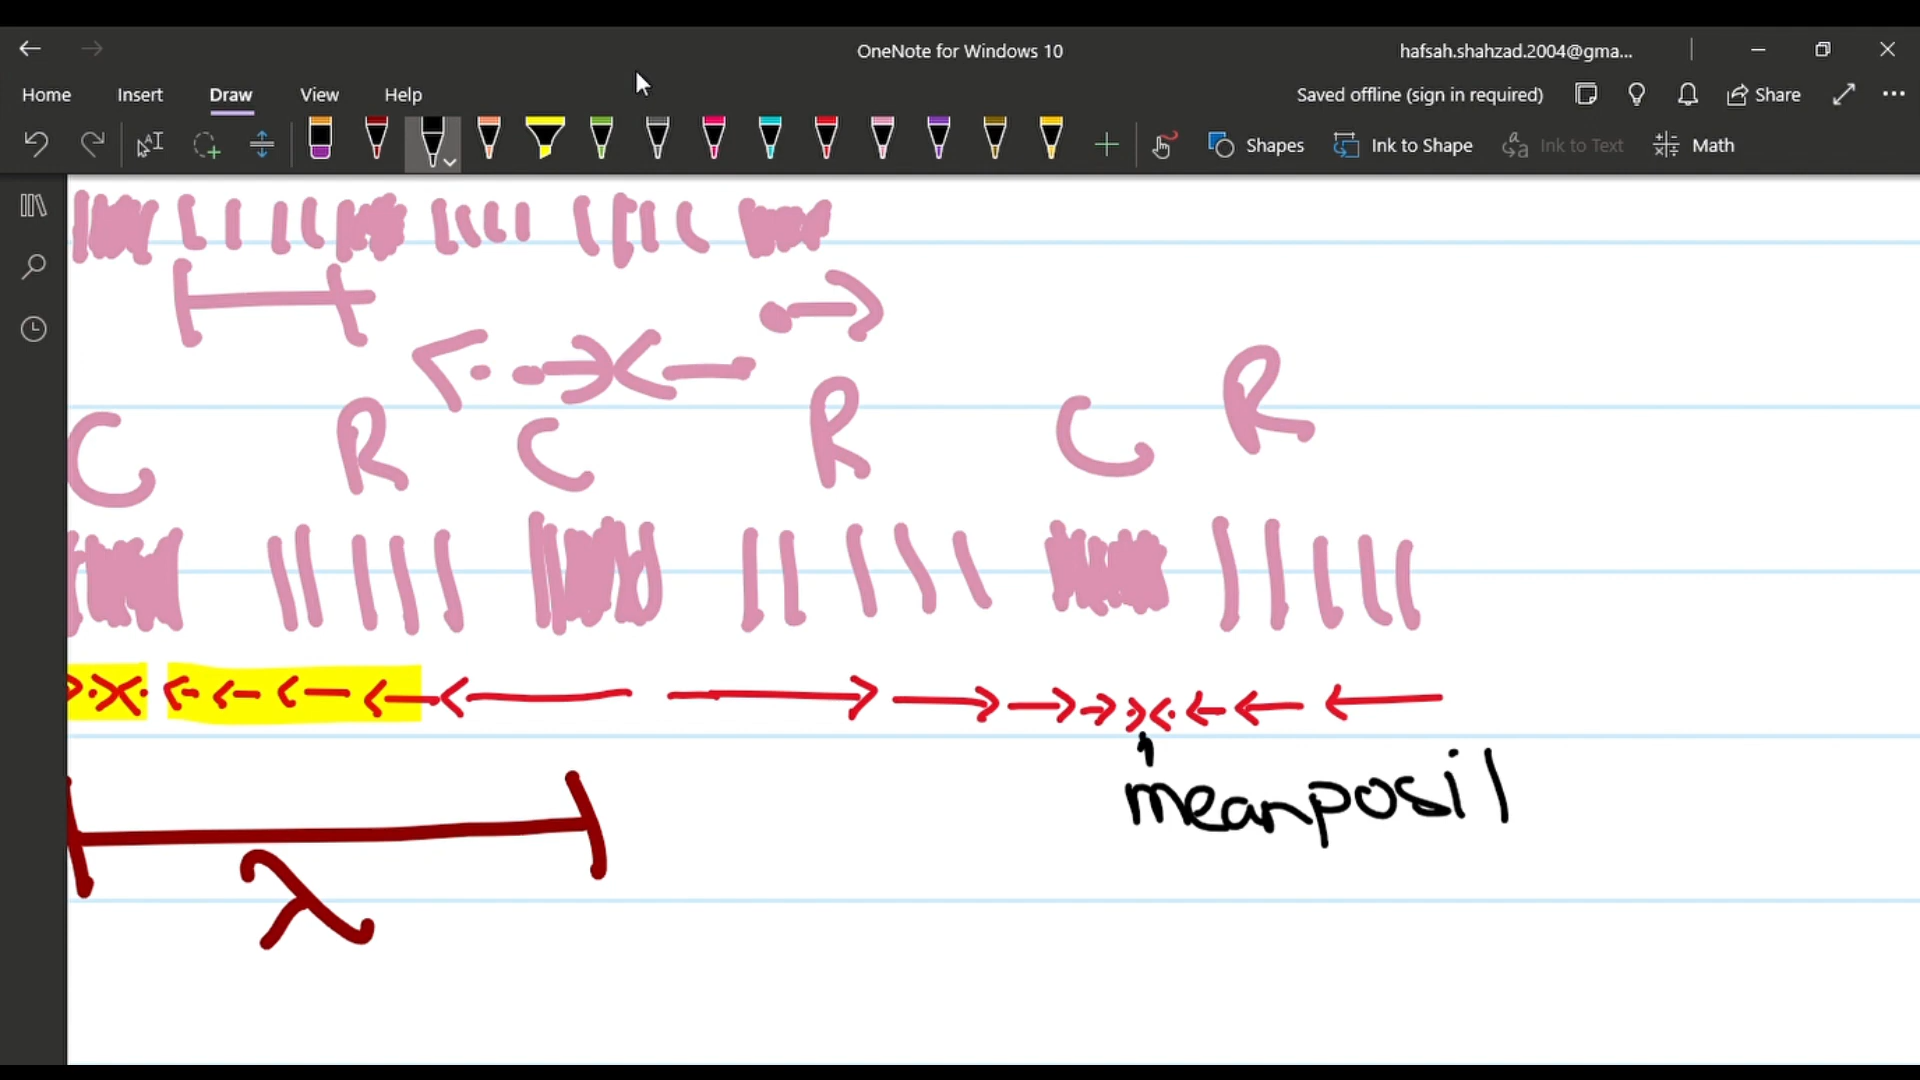 OneNote for Windows 10
hafsah.shahzad.2004@gma...
Home Insert Draw View Help
Saved offline (sign in required) Share
Shapes Ink to Shape Ink to Text Math
C R C R C R
meanposil
λ